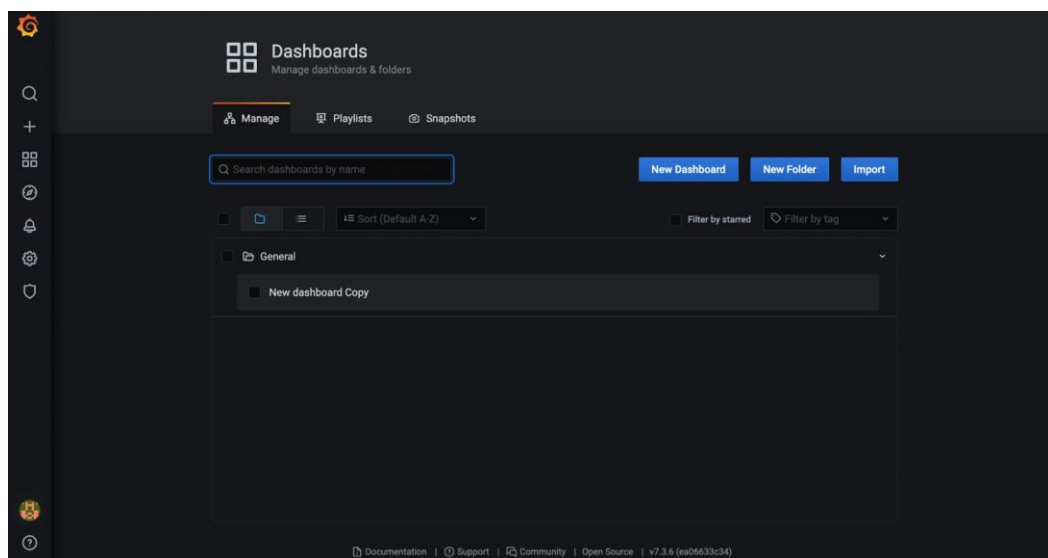 Dashboards
Manage dashboards & folders
Manage Playlists Snapshots
Search dashboards by name New Dashboard New Folder Import
Sort (Default A-Z) Filter by starred Filter by tag
General
New dashboard Copy
Documentation | Support | Community | Open Source | v7.3.6 (ea06633c34)